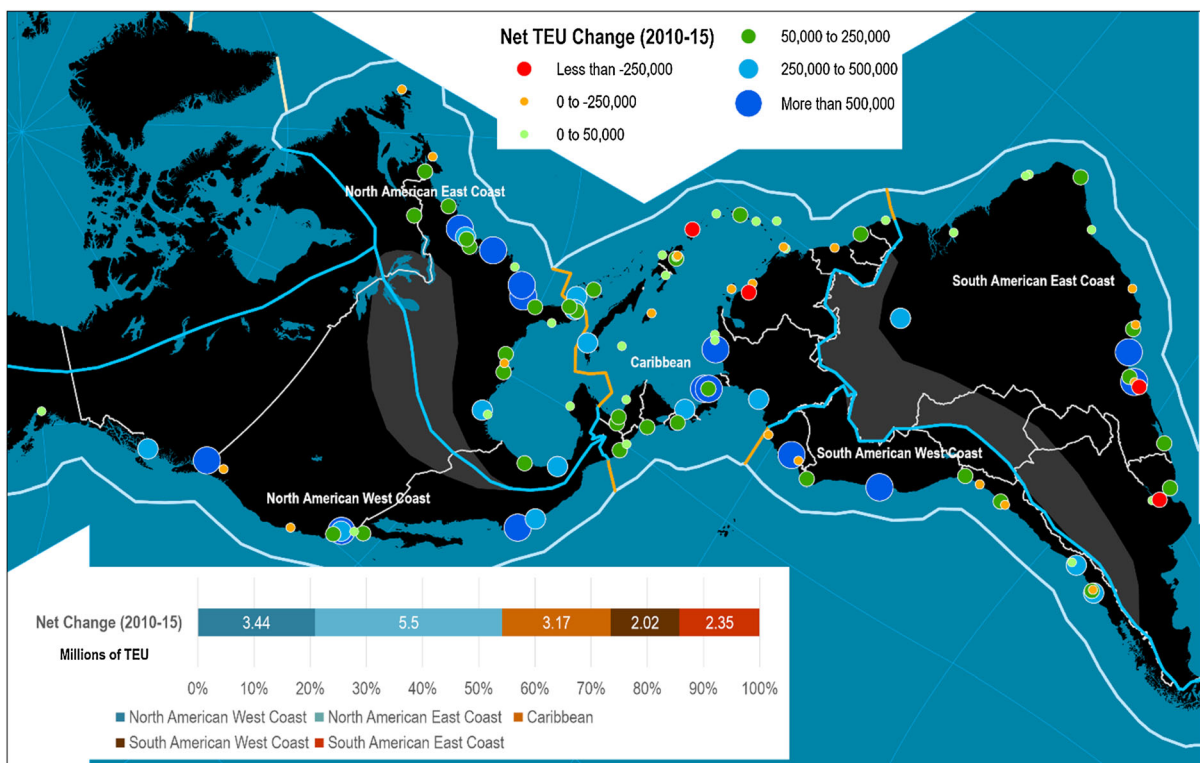 Net TEU Change (2010-15)
Less than -250,000
0 to -250,000
0 to 50,000
50,000 to 250,000
250,000 to 500,000
More than 500,000
North American East Coast
South American East Coast
Caribbean
South American West Coast
North American West Coast
Net Change (2010-15)
3.44 5.5 3.17 2.02 2.35
Millions of TEU
0% 10% 20% 30% 40% 50% 60% 70% 80% 90% 100%
North American West Coast North American East Coast Caribbean
South American West Coast South American East Coast